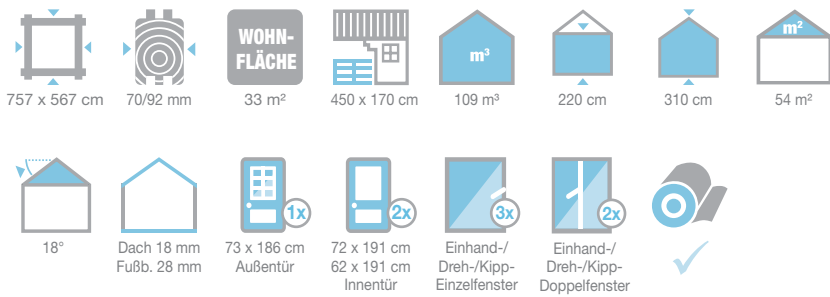 WOHN-
FLÄCHE
m³
m²
757 x 567 cm
70/92 mm
33 m²
450 x 170 cm
109 m³
220 cm
310 cm
54 m²
1x
2x
3x
2x
18°
Dach 18 mm
Fußb. 28 mm
73 x 186 cm
Außentür
72 x 191 cm
62 x 191 cm
Innentür
Einhand-/
Dreh-/Kipp-
Einzelfenster
Einhand-/
Dreh-/Kipp-
Doppelfenster